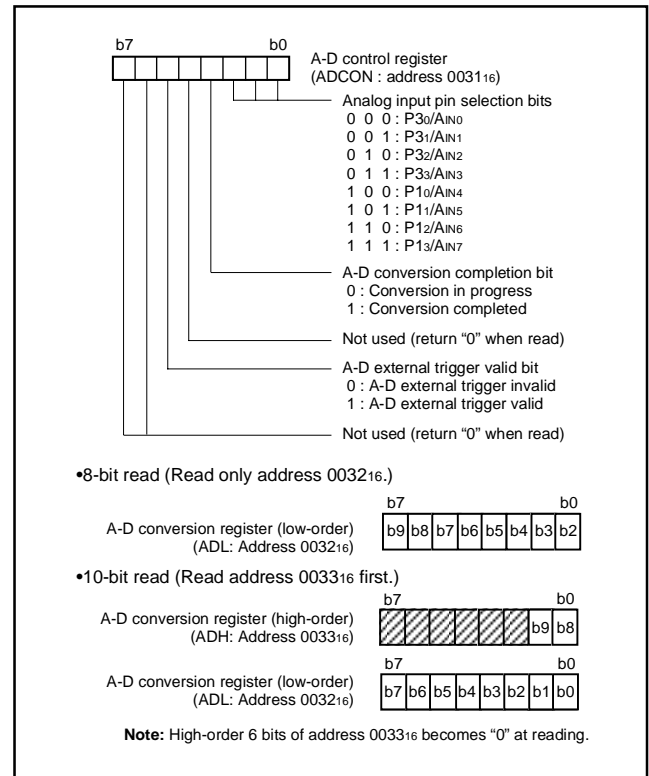 b7 b0
A-D control register
(ADCON : address 003116)
Analog input pin selection bits
0 0 0 : P30/AIN0
0 0 1 : P31/AIN1
0 1 0 : P32/AIN2
0 1 1 : P33/AIN3
1 0 0 : P10/AIN4
1 0 1 : P11/AIN5
1 1 0 : P12/AIN6
1 1 1 : P13/AIN7
A-D conversion completion bit
0 : Conversion in progress
1 : Conversion completed
Not used (return “0” when read)
A-D external trigger valid bit
0 : A-D external trigger invalid
1 : A-D external trigger valid
Not used (return “0” when read)
•8-bit read (Read only address 003216.)
b7 b0
A-D conversion register (low-order)
(ADL: Address 003216)
b9 b8 b7 b6 b5 b4 b3 b2
•10-bit read (Read address 003316 first.)
b7 b0
A-D conversion register (high-order)
(ADH: Address 003316)
b9 b8
b7 b0
A-D conversion register (low-order)
(ADL: Address 003216)
b7 b6 b5 b4 b3 b2 b1 b0
Note: High-order 6 bits of address 003316 becomes “0” at reading.